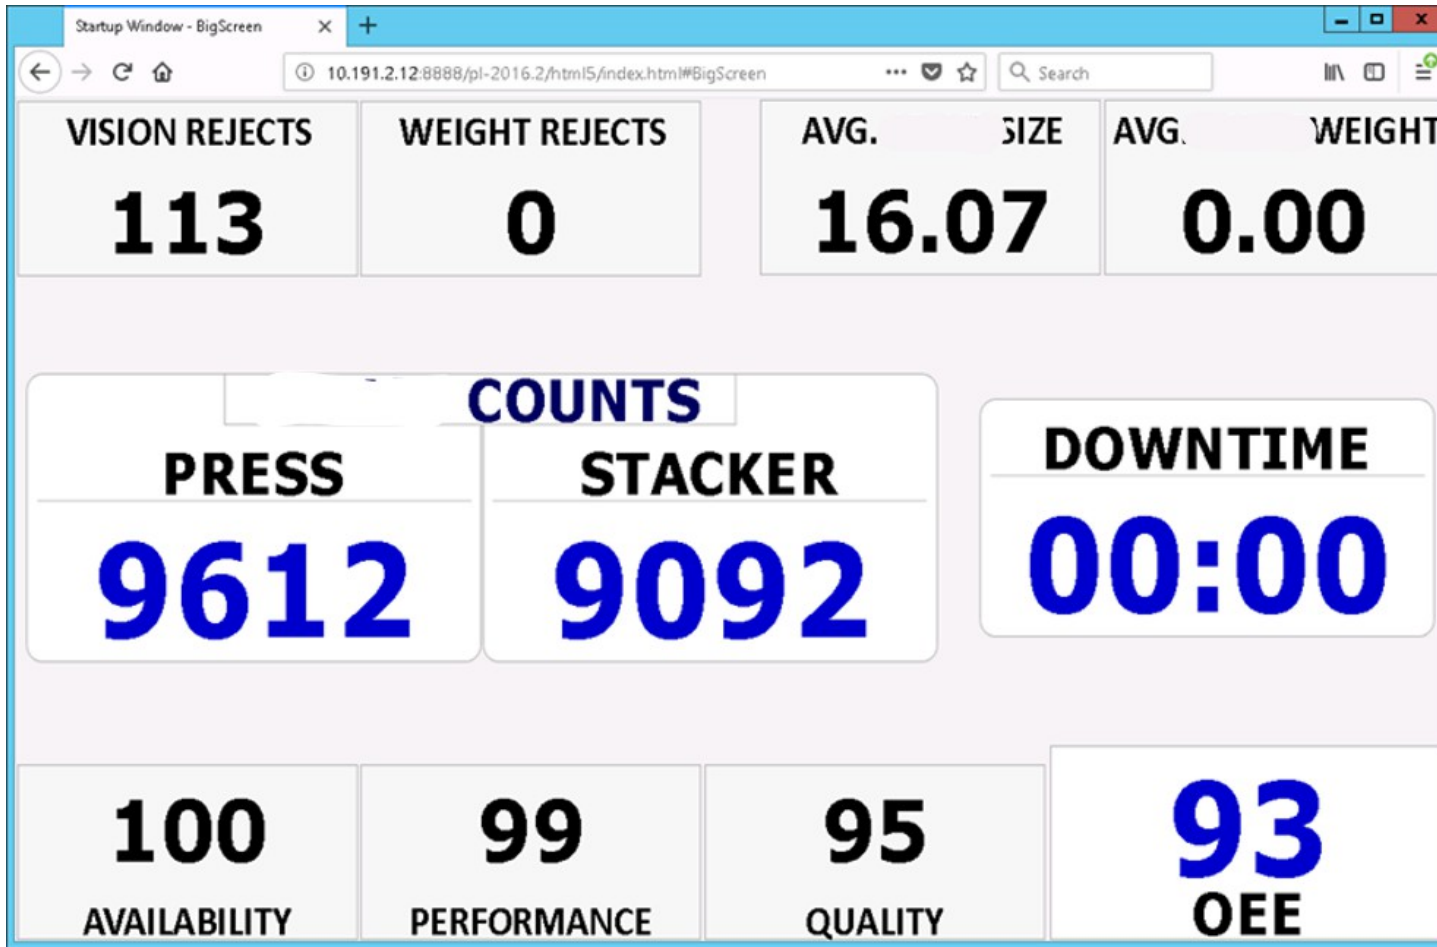 Startup Window - BigScreen
10.191.2.12:8888/pl-2016.2/html5/index.html#BigScreen
Search
VISION REJECTS
WEIGHT REJECTS
AVG. SIZE
AVG. WEIGHT
113
0
16.07
0.00
COUNTS
PRESS
STACKER
DOWNTIME
9612
9092
00:00
100
99
95
93
AVAILABILITY
PERFORMANCE
QUALITY
OEE